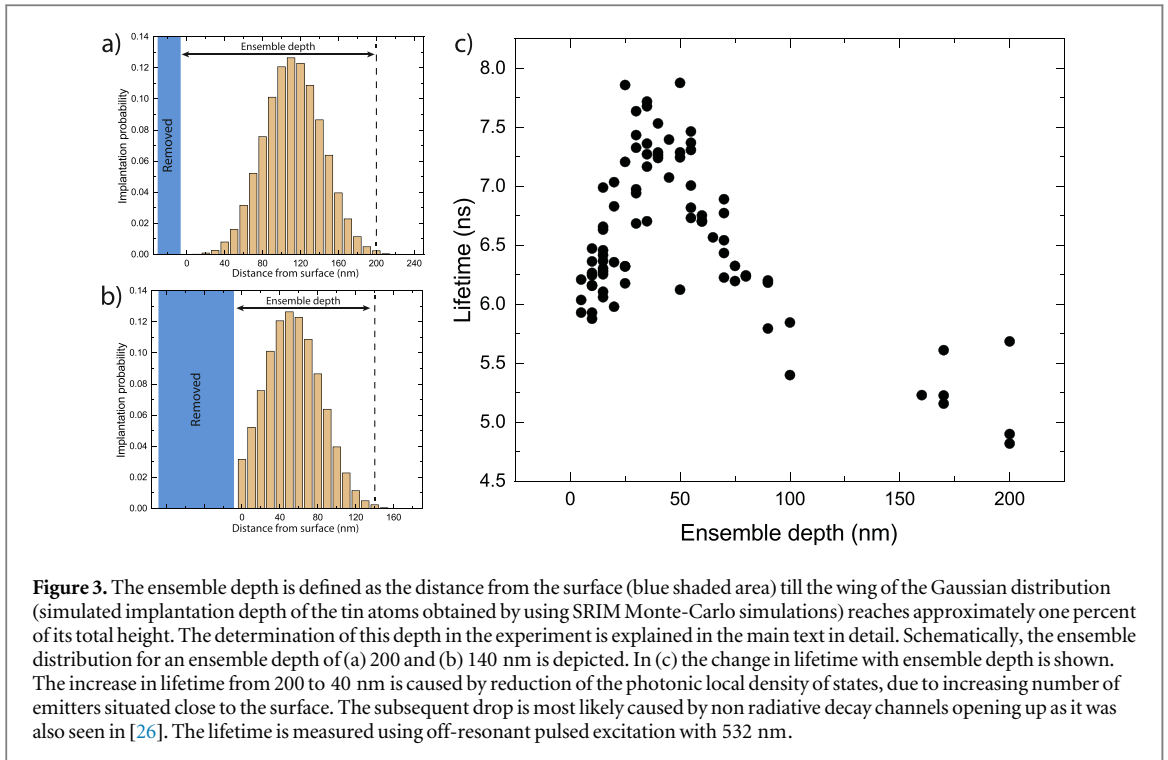 a)
Ensemble depth
0.14
0.12
0.10
0.08
0.06
0.04
0.02
0.00
Implantation probability
Removed
0 40 80 120 160 200 240
Distance from surface (nm)
b)
Ensemble depth
0.14
0.12
0.10
0.08
0.06
0.04
0.02
0.00
Implantation probability
Removed
0 40 80 120 160
Distance from surface (nm)
c)
8.0
7.5
7.0
6.5
6.0
5.5
5.0
4.5
Lifetime (ns)
0 50 100 150 200
Ensemble depth (nm)
Figure 3. The ensemble depth is defined as the distance from the surface (blue shaded area) till the wing of the Gaussian distribution
(simulated implantation depth of the tin atoms obtained by using SRIM Monte-Carlo simulations) reaches approximately one percent
of its total height. The determination of this depth in the experiment is explained in the main text in detail. Schematically, the ensemble
distribution for an ensemble depth of (a) 200 and (b) 140 nm is depicted. In (c) the change in lifetime with ensemble depth is shown.
The increase in lifetime from 200 to 40 nm is caused by reduction of the photonic local density of states, due to increasing number of
emitters situated close to the surface. The subsequent drop is most likely caused by non radiative decay channels opening up as it was
also seen in [26]. The lifetime is measured using off-resonant pulsed excitation with 532 nm.